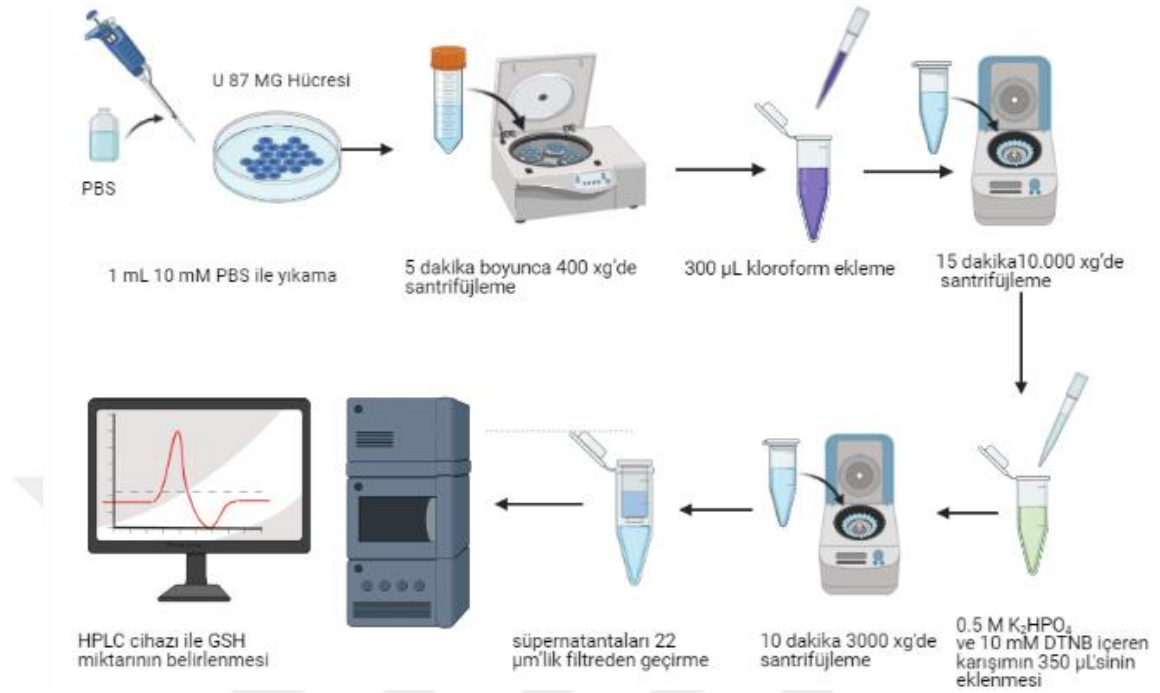 U 87 MG Hücresi
PBS
1 mL 10 mM PBS ile yıkama
5 dakika boyunca 400 xg'de
santrifüjleme
300 µL kloroform ekleme
15 dakika10.000 xg'de
santrifüjleme
HPLC cihazı ile GSH
miktarının belirlenmesi
süpernatantaları 22
µm'lik filtreden geçirme
10 dakika 3000 xg'de
santrifüjleme
0.5 M K₂HPO₄
ve 10 mM DTNB içeren
karışımın 350 µL'sinin
eklenmesi